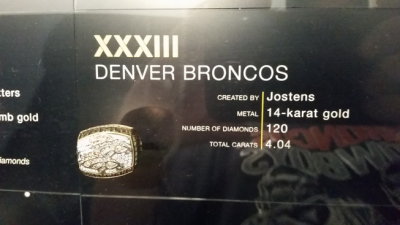 XXXIII
DENVER BRONCOS
CREATED BY Jostens
METAL 14-karat gold
NUMBER OF DIAMONDS 120
TOTAL CARATS 4.04
tters
mb gold
iamonds